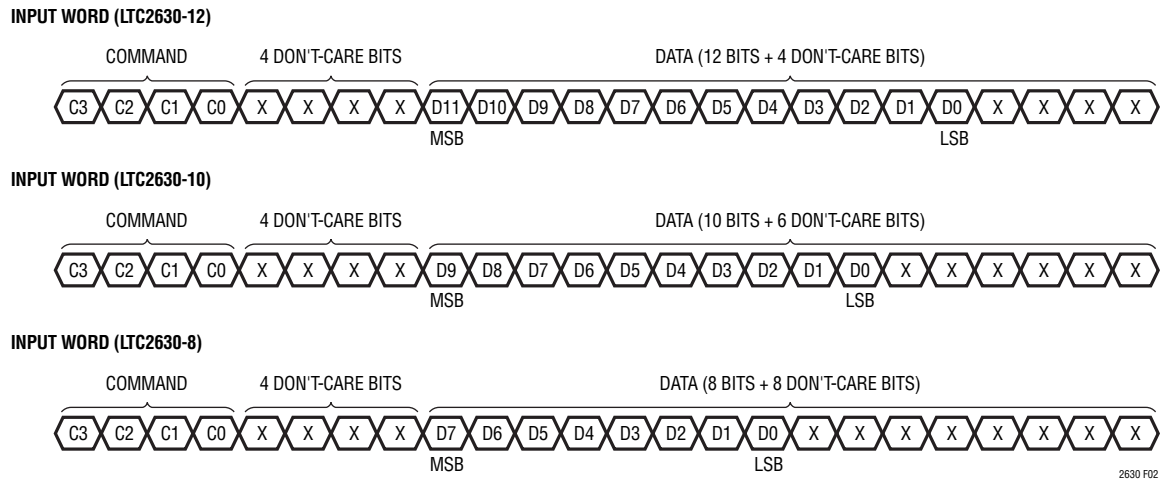 INPUT WORD (LTC2630-12)
COMMAND 4 DON'T-CARE BITS DATA (12 BITS + 4 DON'T-CARE BITS)
C3 C2 C1 C0 X X X X D11 D10 D9 D8 D7 D6 D5 D4 D3 D2 D1 D0 X X X X
MSB LSB
INPUT WORD (LTC2630-10)
COMMAND 4 DON'T-CARE BITS DATA (10 BITS + 6 DON'T-CARE BITS)
C3 C2 C1 C0 X X X X D9 D8 D7 D6 D5 D4 D3 D2 D1 D0 X X X X X X
MSB LSB
INPUT WORD (LTC2630-8)
COMMAND 4 DON'T-CARE BITS DATA (8 BITS + 8 DON'T-CARE BITS)
C3 C2 C1 C0 X X X X D7 D6 D5 D4 D3 D2 D1 D0 X X X X X X X X
MSB LSB
2630 F02